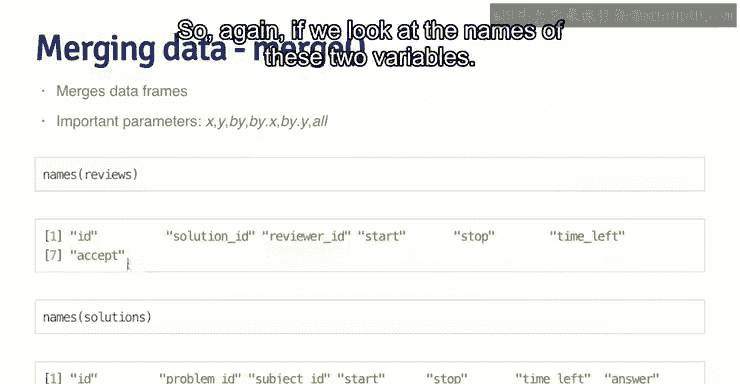 So, again, if we look at the names of
these two variables.
Merging data - merge()
· Merges data frames
· Important parameters: x,y,by,by.x,by.y,all
names(reviews)
[1] "id" "solution_id" "reviewer_id" "start" "stop" "time_left"
[7] "accept"
names(solutions)
[1] "id" "problem_id" "subject_id" "start" "stop" "time_left" "answer"